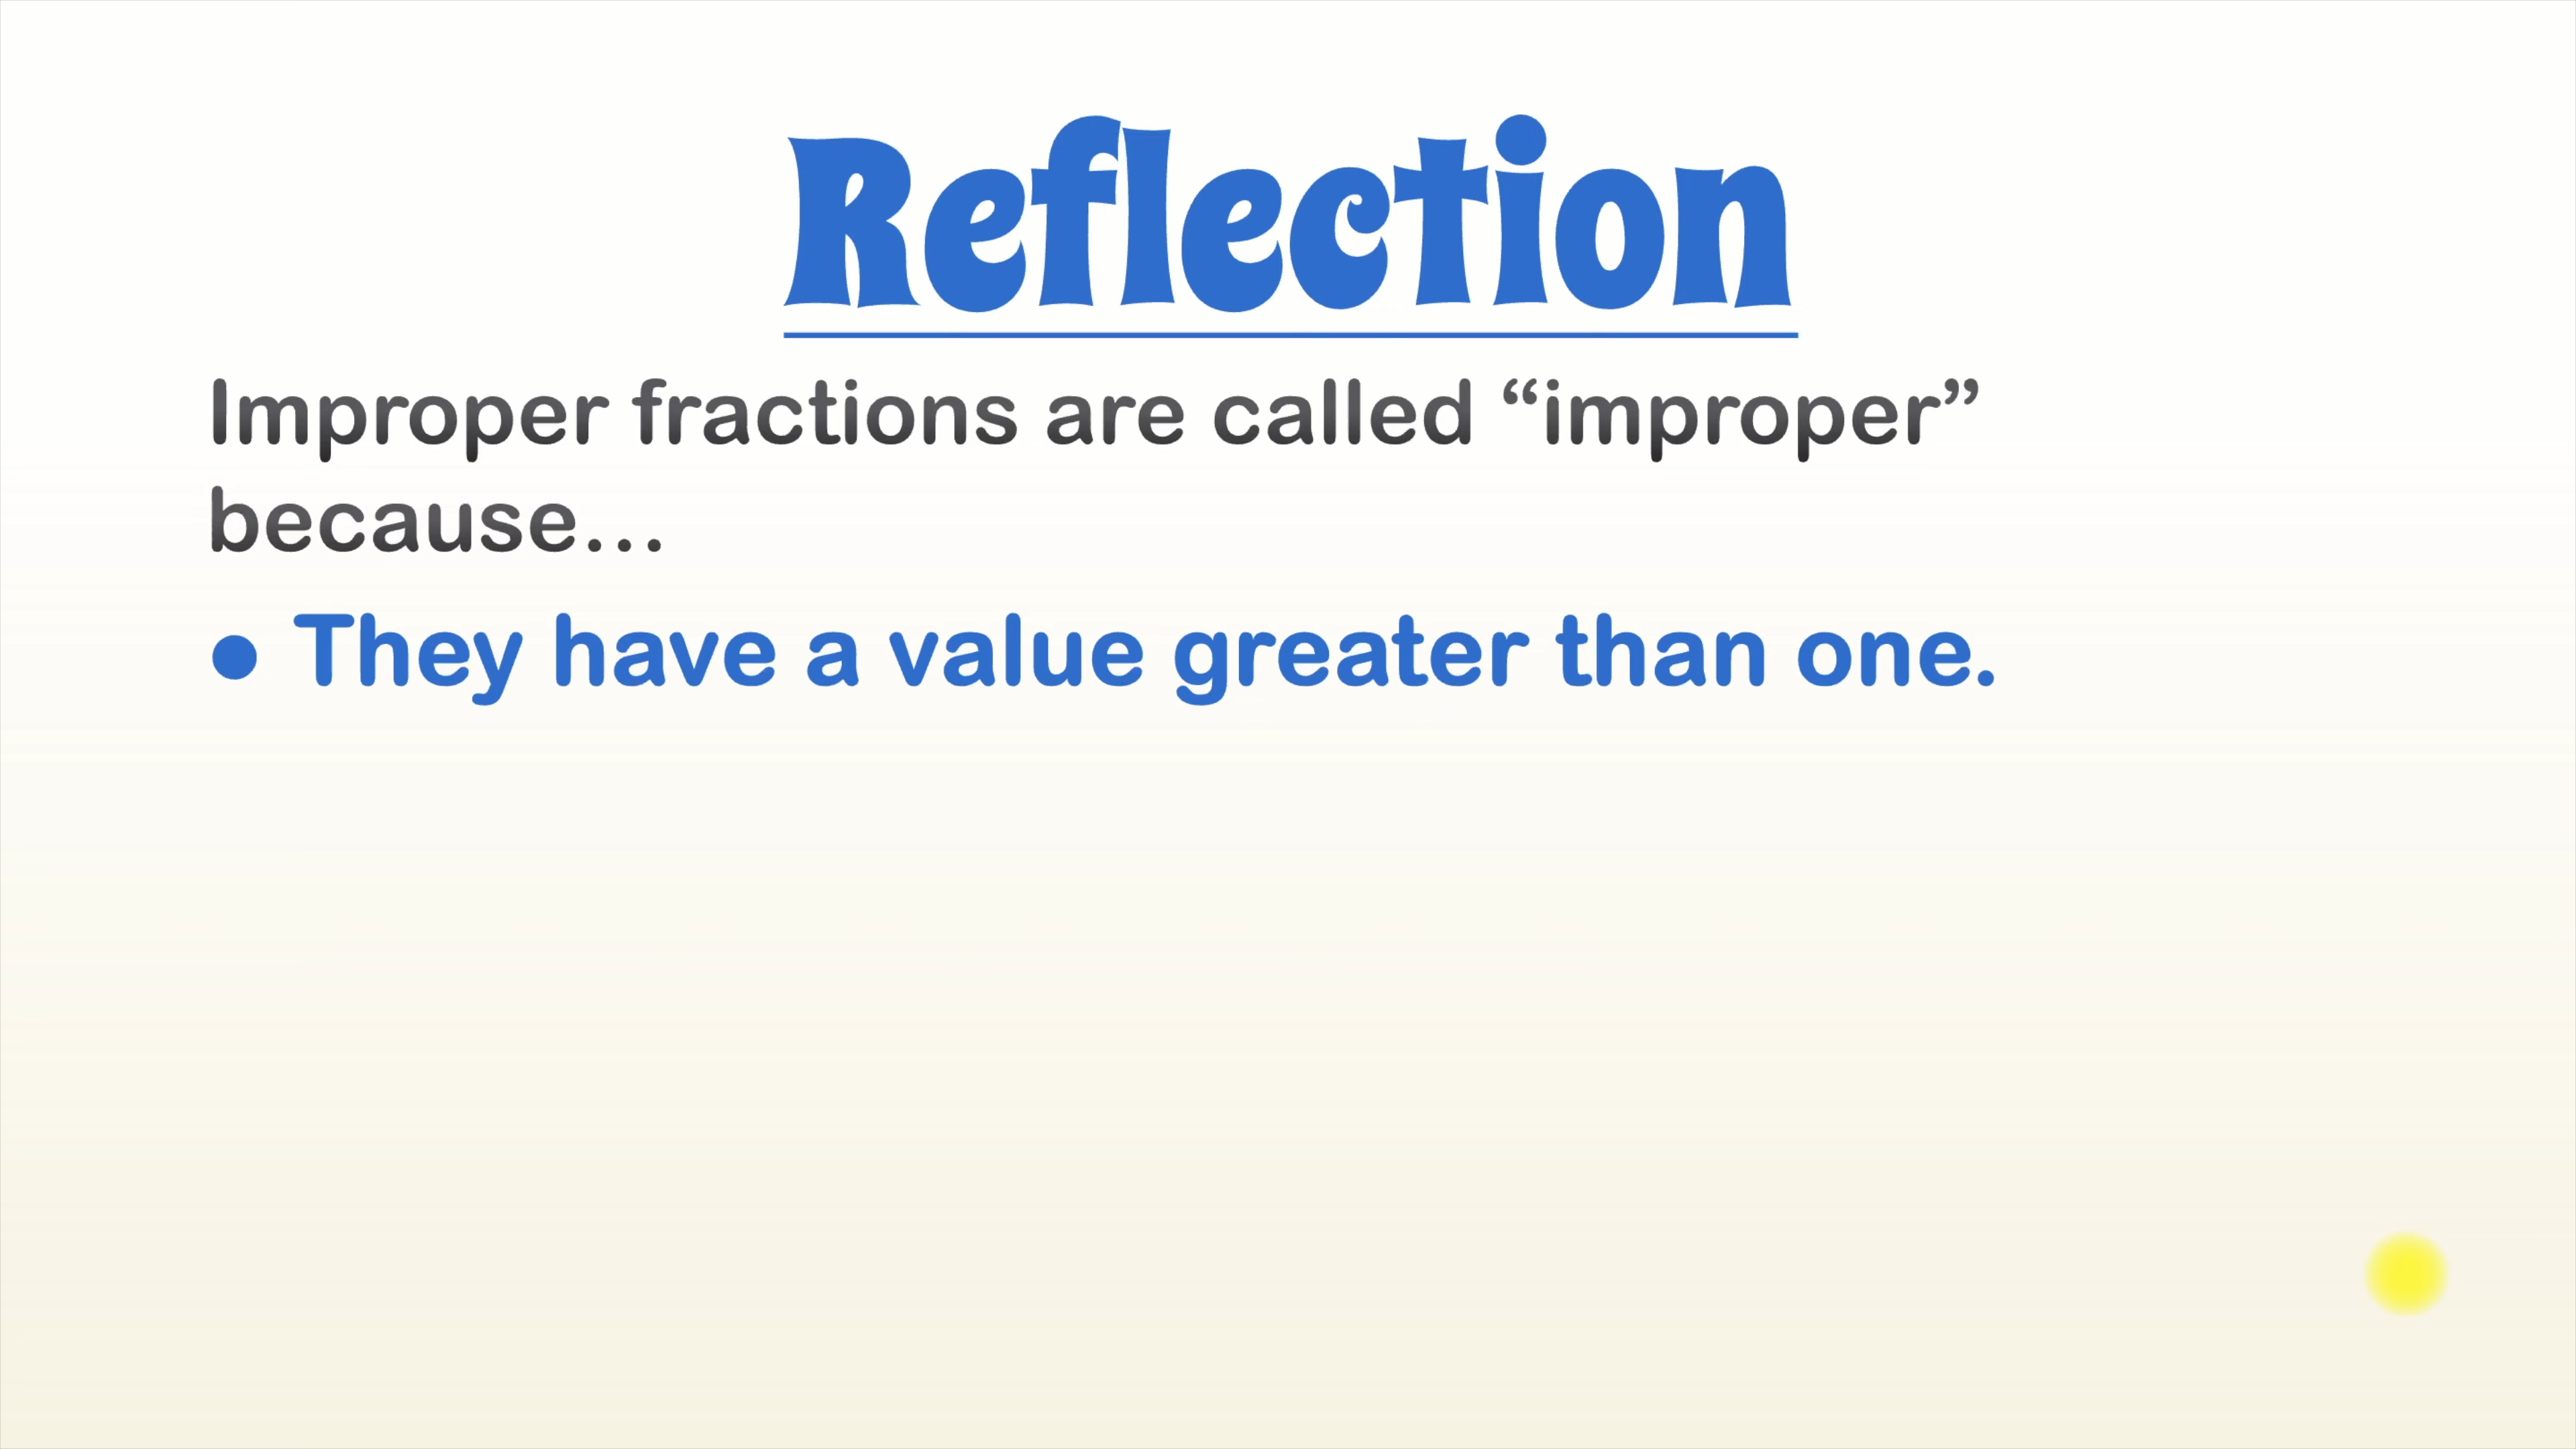 Reflection
Improper fractions are called “improper”
because…
• They have a value greater than one.